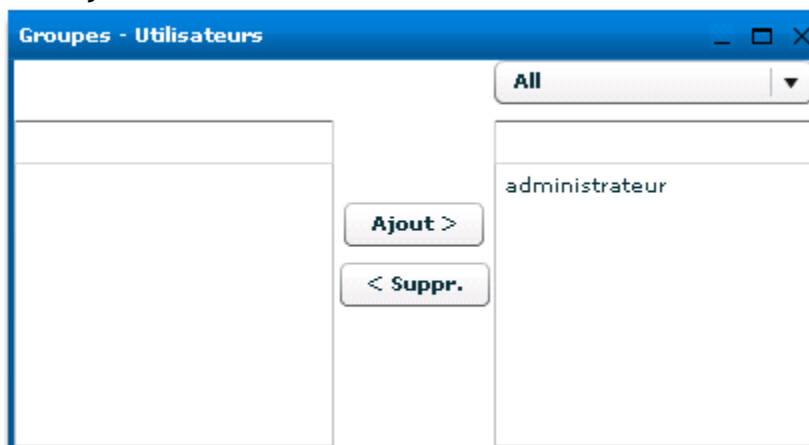 Groupes - Utilisateurs
All
administrateur
Ajout >
< Suppr.